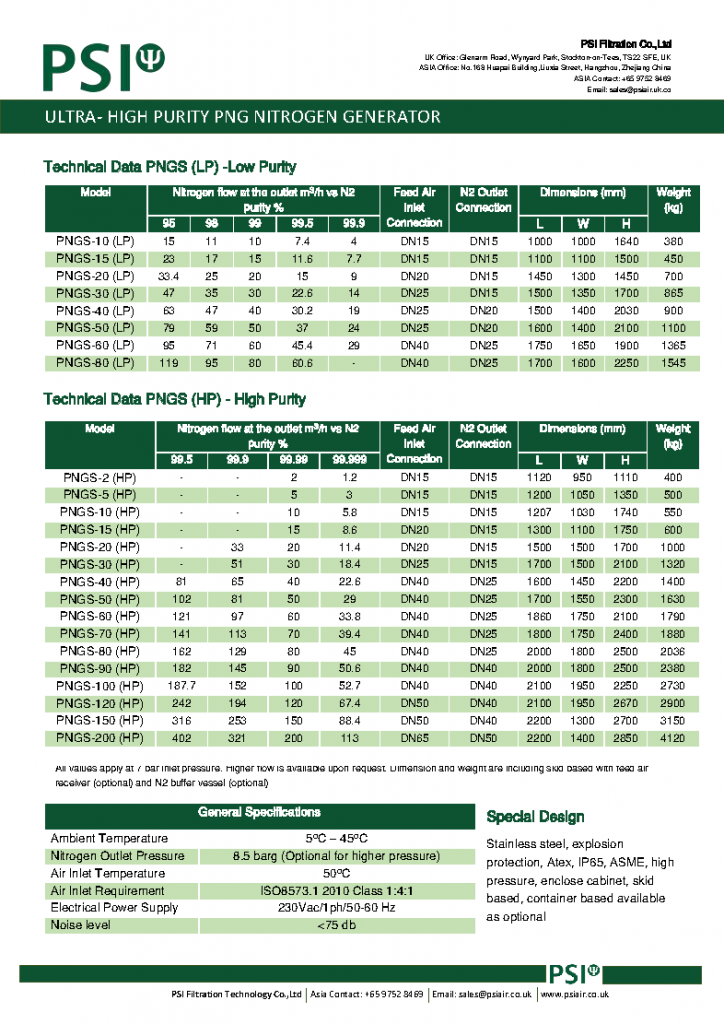 PSI
PSI Filtration Co.,Ltd
UK Office: Glenarm Road, Wynyard Park, Stockton-on-Tees, TS22 5FE, UK
ASIA Office: No.168 Huapai Building,Liuxia Street, Hangzhou, Zhejiang China
ASIA Contact: +65 9752 8469
Email: sales@psiair.uk.co
ULTRA- HIGH PURITY PNG NITROGEN GENERATOR
Technical Data PNGS (LP) -Low Purity
Model Nitrogen flow at the outlet m³/h vs N2 purity % Feed Air Inlet Connection N2 Outlet Connection Dimensions (mm) Weight (kg)
95 98 99 99.5 99.9 L W H
PNGS-10 (LP) 15 11 10 7.4 4 DN15 DN15 1000 1000 1640 380
PNGS-15 (LP) 23 17 15 11.6 7.7 DN15 DN15 1100 1100 1500 450
PNGS-20 (LP) 33.4 25 20 15 9 DN20 DN15 1450 1300 1450 700
PNGS-30 (LP) 47 35 30 22.6 14 DN25 DN15 1500 1350 1700 865
PNGS-40 (LP) 63 47 40 30.2 19 DN25 DN20 1500 1400 2030 900
PNGS-50 (LP) 79 59 50 37 24 DN25 DN20 1600 1400 2100 1100
PNGS-60 (LP) 95 71 60 45.4 29 DN40 DN25 1750 1650 1900 1365
PNGS-80 (LP) 119 95 80 60.6 - DN40 DN25 1700 1600 2250 1545
Technical Data PNGS (HP) - High Purity
Model Nitrogen flow at the outlet m³/h vs N2 purity % Feed Air Inlet Connection N2 Outlet Connection Dimensions (mm) Weight (kg)
99.5 99.9 99.99 99.999 L W H
PNGS-2 (HP) - - 2 1.2 DN15 DN15 1120 950 1110 400
PNGS-5 (HP) - - 5 3 DN15 DN15 1200 1050 1350 500
PNGS-10 (HP) - - 10 5.8 DN15 DN15 1207 1030 1740 550
PNGS-15 (HP) - - 15 8.6 DN20 DN15 1300 1100 1750 600
PNGS-20 (HP) - 33 20 11.4 DN20 DN15 1500 1500 1700 1000
PNGS-30 (HP) - 51 30 18.4 DN25 DN15 1700 1500 2100 1320
PNGS-40 (HP) 81 65 40 22.6 DN40 DN25 1600 1450 2200 1400
PNGS-50 (HP) 102 81 50 29 DN40 DN25 1700 1550 2300 1630
PNGS-60 (HP) 121 97 60 33.8 DN40 DN25 1860 1750 2100 1790
PNGS-70 (HP) 141 113 70 39.4 DN40 DN25 1800 1750 2400 1880
PNGS-80 (HP) 162 129 80 45 DN40 DN25 2000 1800 2500 2036
PNGS-90 (HP) 182 145 90 50.6 DN40 DN40 2000 1800 2500 2380
PNGS-100 (HP) 187.7 152 100 52.7 DN40 DN40 2100 1950 2250 2730
PNGS-120 (HP) 242 194 120 67.4 DN50 DN40 2100 1950 2670 2900
PNGS-150 (HP) 316 253 150 88.4 DN50 DN40 2200 1300 2700 3150
PNGS-200 (HP) 402 321 200 113 DN65 DN50 2200 1400 2850 4120
All values apply at 7 bar inlet pressure. Higher flow is available upon request. Dimension and weight are including skid based with feed air
receiver (optional) and N2 buffer vessel (optional)
General Specifications
Ambient Temperature 5ºC – 45ºC
Nitrogen Outlet Pressure 8.5 barg (Optional for higher pressure)
Air Inlet Temperature 50ºC
Air Inlet Requirement ISO8573.1 2010 Class 1:4:1
Electrical Power Supply 230Vac/1ph/50-60 Hz
Noise level <75 db
Special Design
Stainless steel, explosion
protection, Atex, IP65, ASME, high
pressure, enclose cabinet, skid
based, container based available
as optional
PSI
PSI Filtration Technology Co.,Ltd | Asia Contact: +65 9752 8469 | Email: sales@psiair.co.uk | www.psiair.co.uk